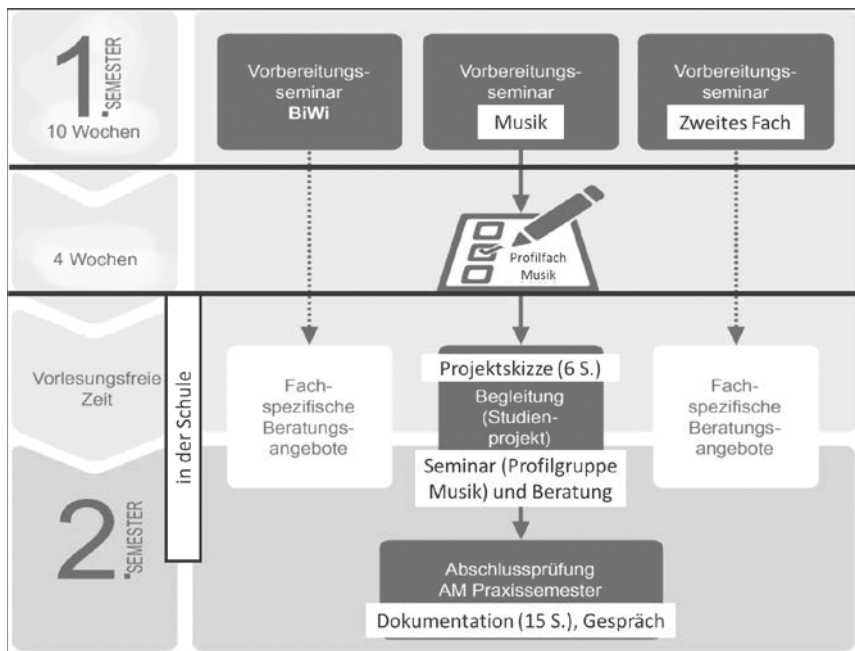 1.SEMESTER
10 Wochen
Vorbereitungs-
seminar
BiWi
Vorbereitungs-
seminar
Musik
Vorbereitungs-
seminar
Zweites Fach
4 Wochen
Profilfach
Musik
Vorlesungsfreie
Zeit
in der Schule
Fach-
spezifische
Beratungs-
angebote
Projektskizze (6 S.)
Begleitung
(Studien-
projekt)
Seminar (Profilgruppe
Musik) und Beratung
Fach-
spezifische
Beratungs-
angebote
2.SEMESTER
Abschlussprüfung
AM Praxissemester
Dokumentation (15 S.), Gespräch